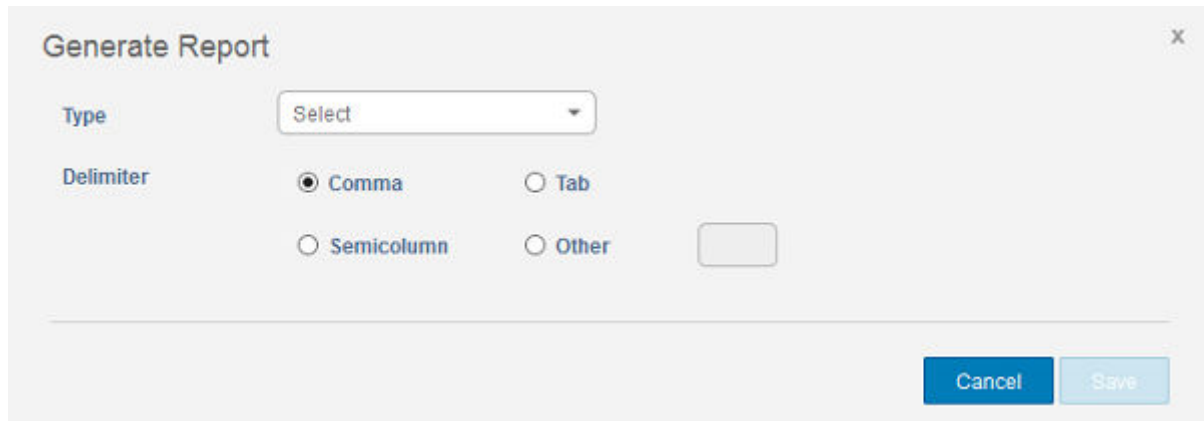 Generate Report
x
Type Select
Delimiter Comma Tab
Semicolumn Other
Cancel Save